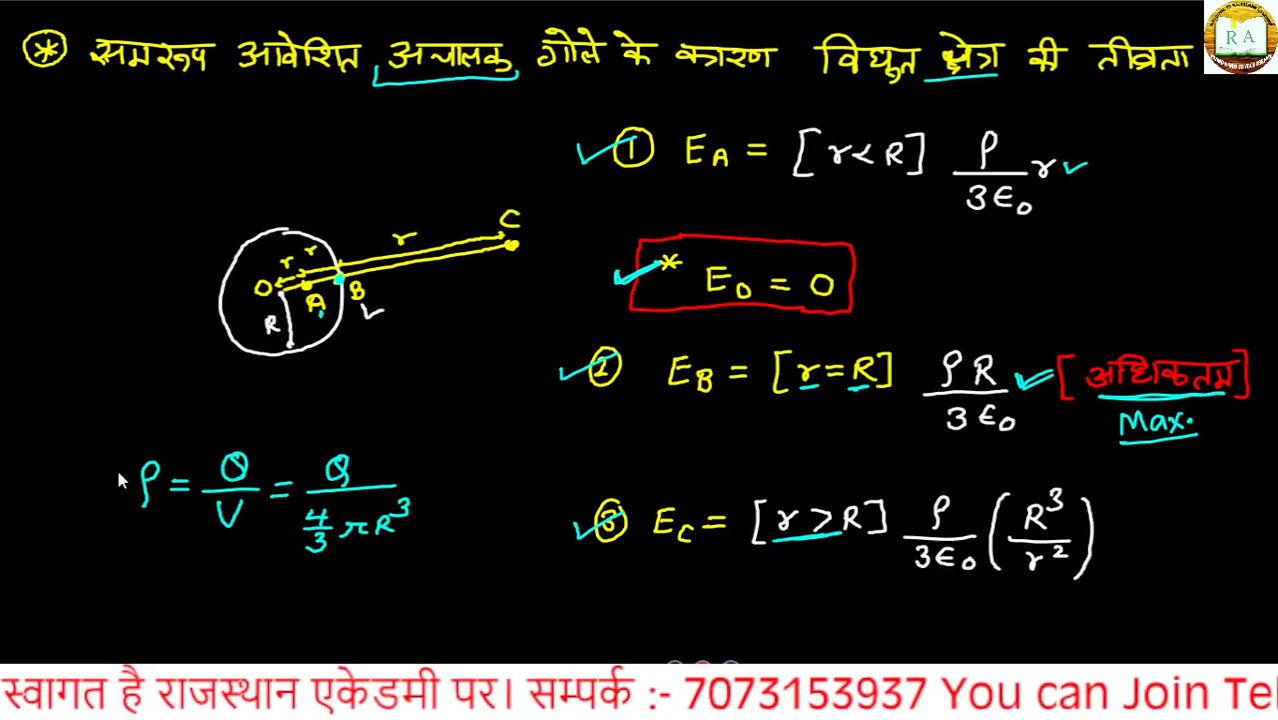 * समरूप आवेशित अचालक गोले के कारण विद्युत क्षेत्र की तीव्रता
RA
① E_A = [r < R] ρ/3ε₀ r
C
r
r r
O A B
R
* E_O = 0
② E_B = [r = R] ρR/3ε₀ [अधिकतम]
Max.
ρ = Q/V = Q/(4/3 πR³)
③ E_C = [r > R] ρ/3ε₀ (R³/r²)
स्वागत है राजस्थान एकेडमी पर। सम्पर्क :- 7073153937 You can Join Tel